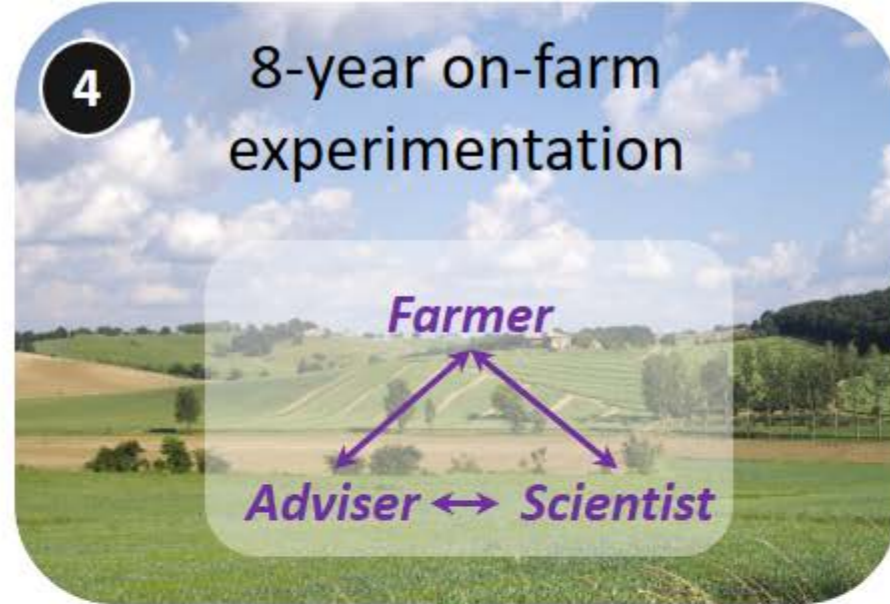 4
8-year on-farm
experimentation
Farmer
Adviser Scientist